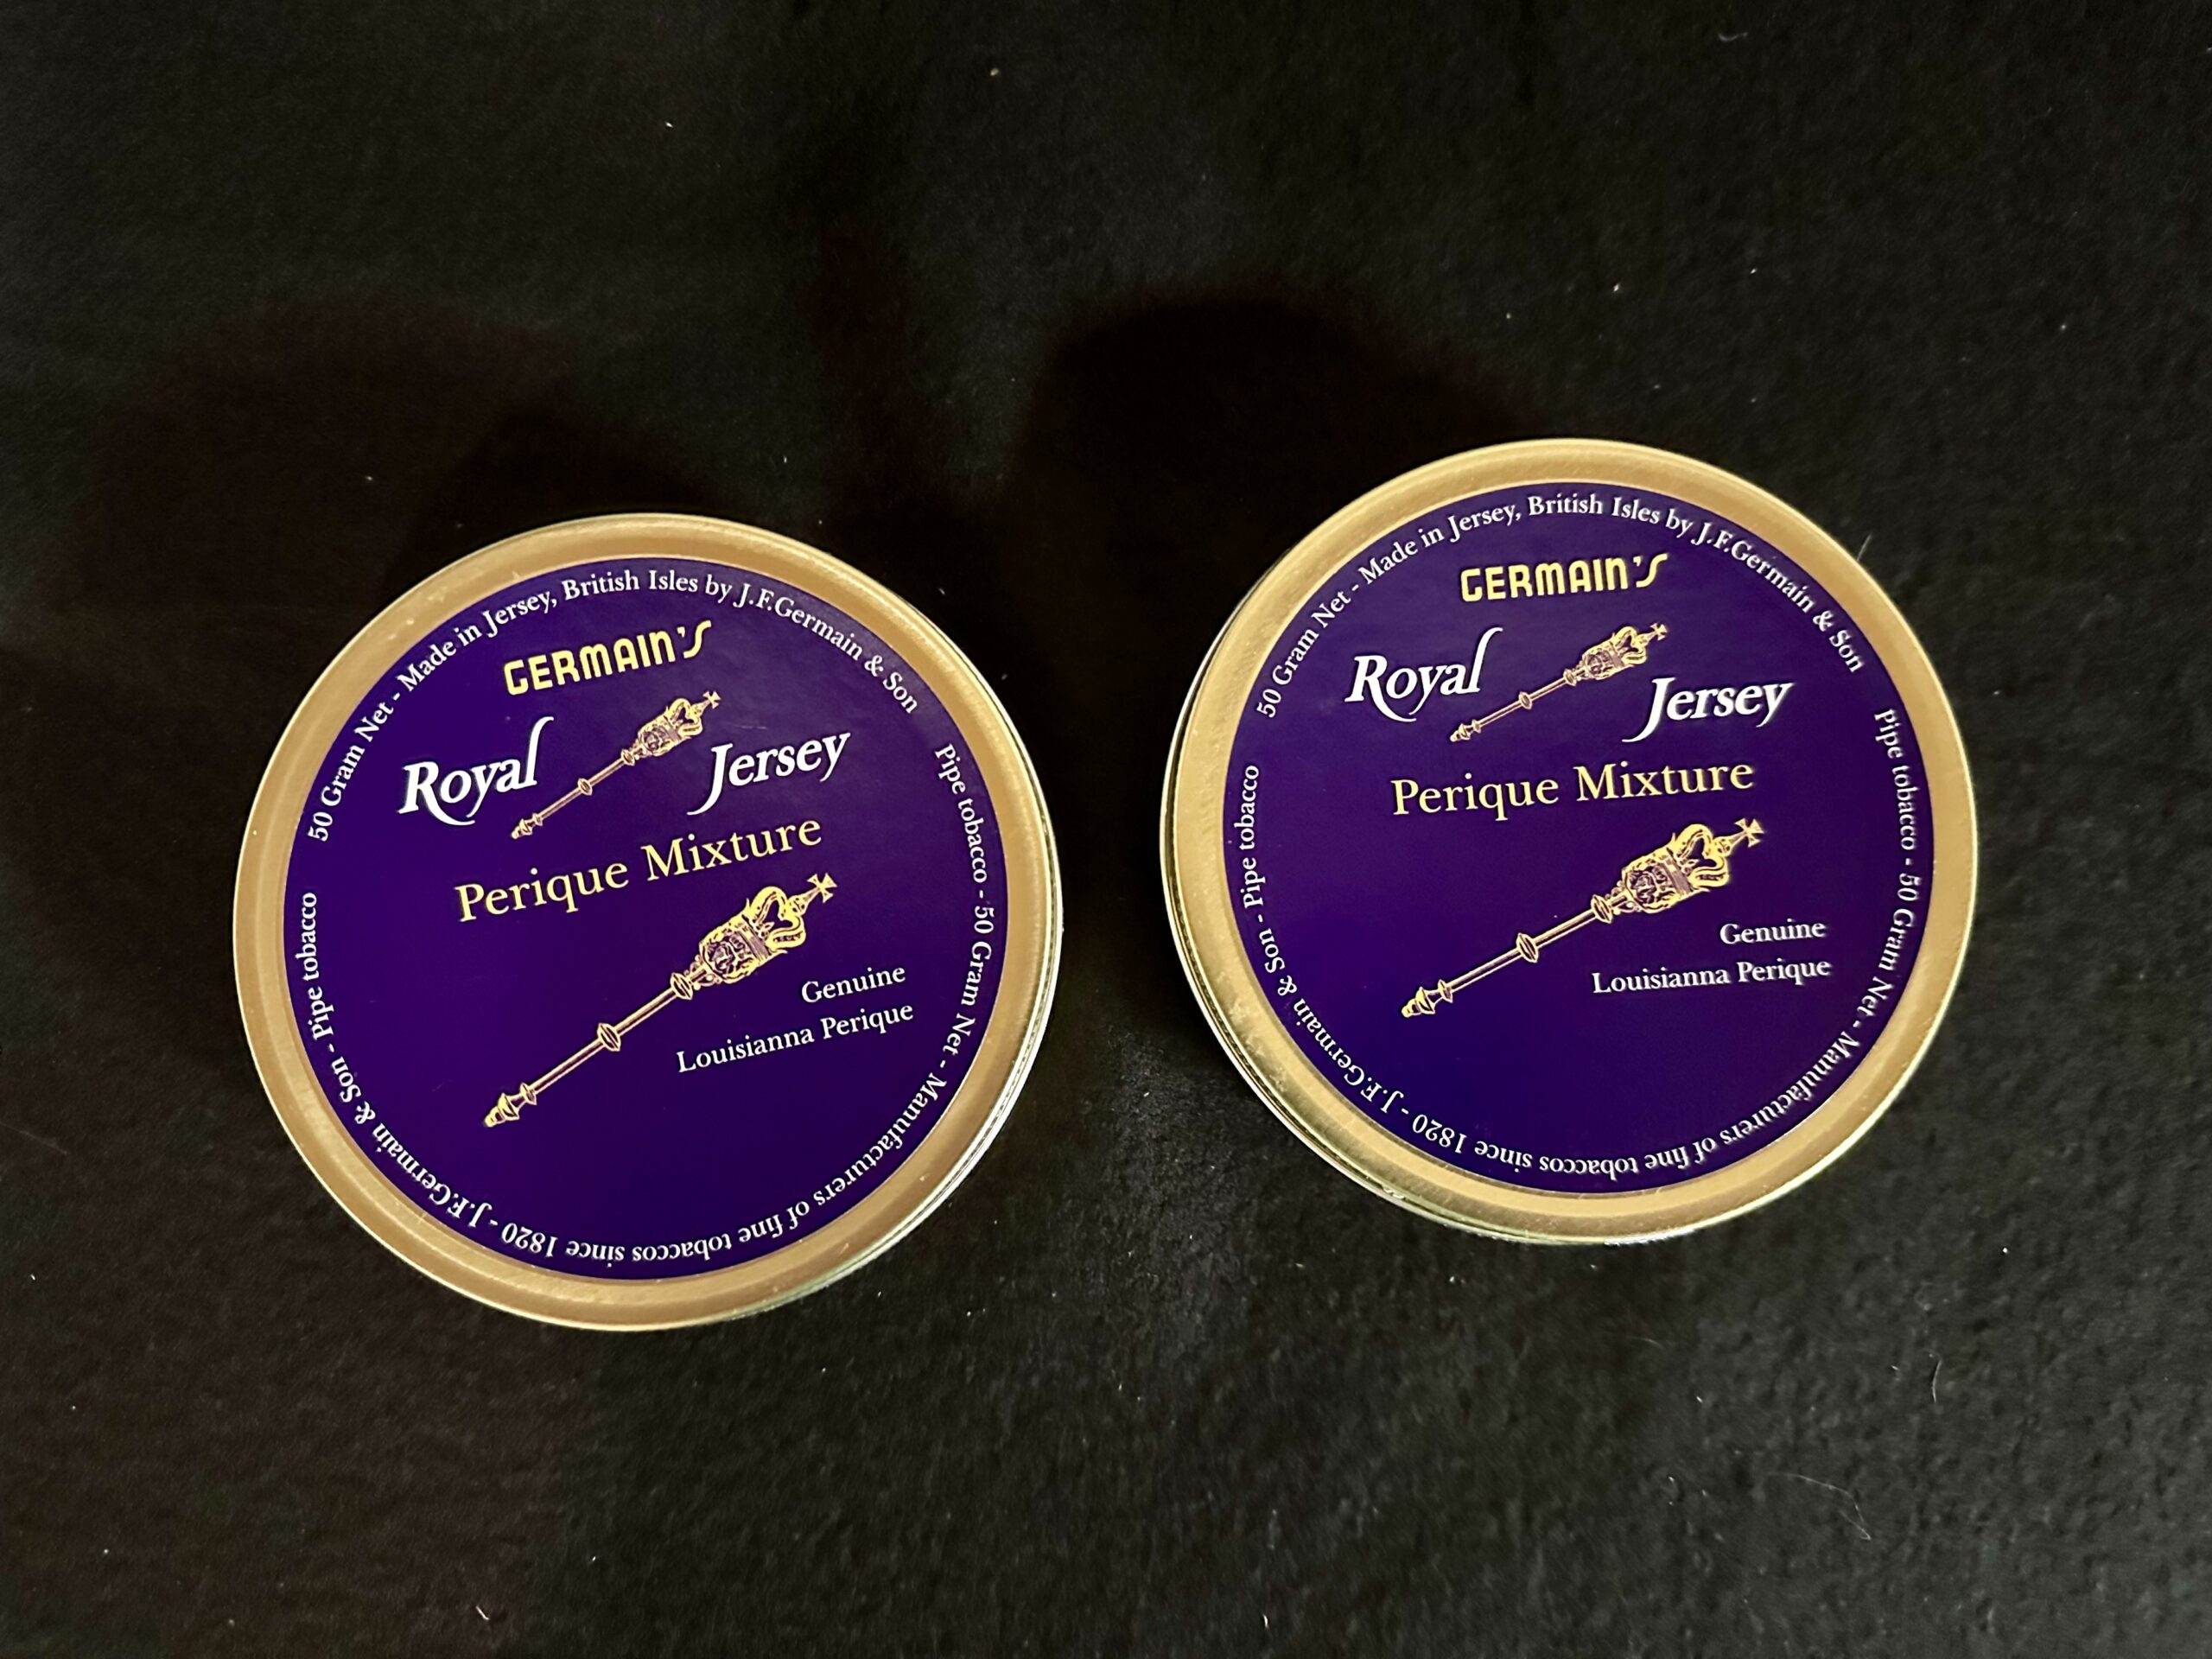 50 Gram Net - Made in Jersey, British Isles by J.F.Germain & Son
GERMAIN'S
Royal Jersey
Perique Mixture
Genuine
Louisianna Perique
Pipe tobacco - 50 Gram Net - Manufacturers of fine tobaccos since 1820 - J.F.Germain & Son - Pipe tobacco
50 Gram Net - Made in Jersey, British Isles by J.F.Germain & Son
GERMAIN'S
Royal Jersey
Perique Mixture
Genuine
Louisianna Perique
Pipe tobacco - 50 Gram Net - Manufacturers of fine tobaccos since 1820 - J.F.Germain & Son - Pipe tobacco